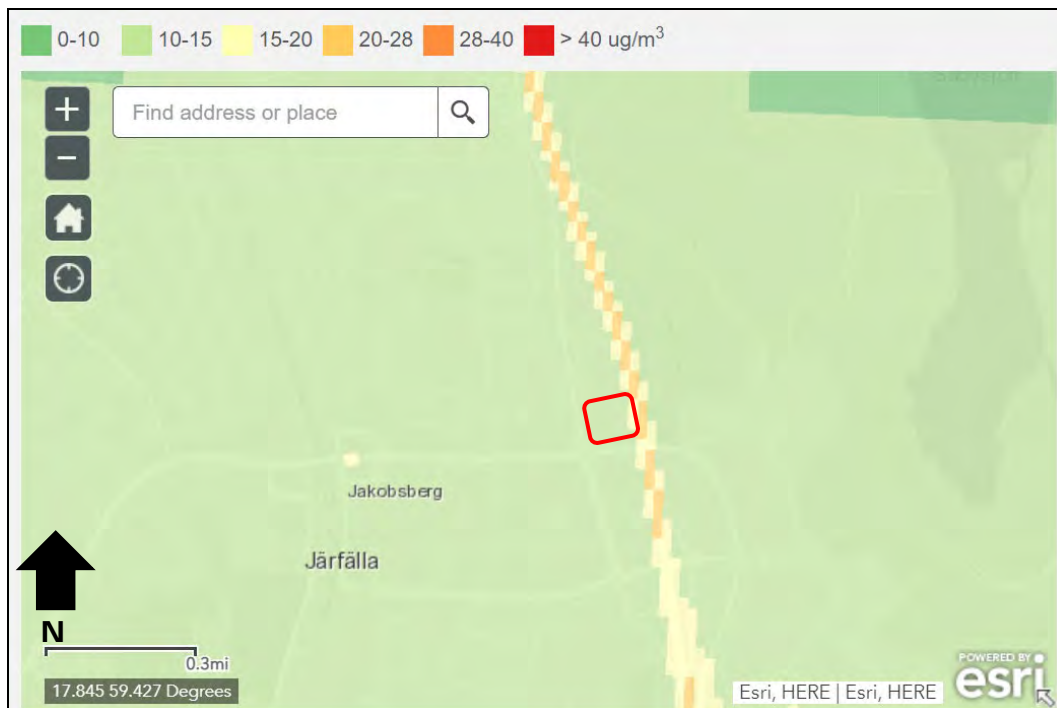 0-10 10-15 15-20 20-28 28-40 > 40 ug/m³
+
Find address or place
−
Jakobsberg
Järfälla
N
0.3mi
17.845 59.427 Degrees
Esri, HERE | Esri, HERE
POWERED BY
esri